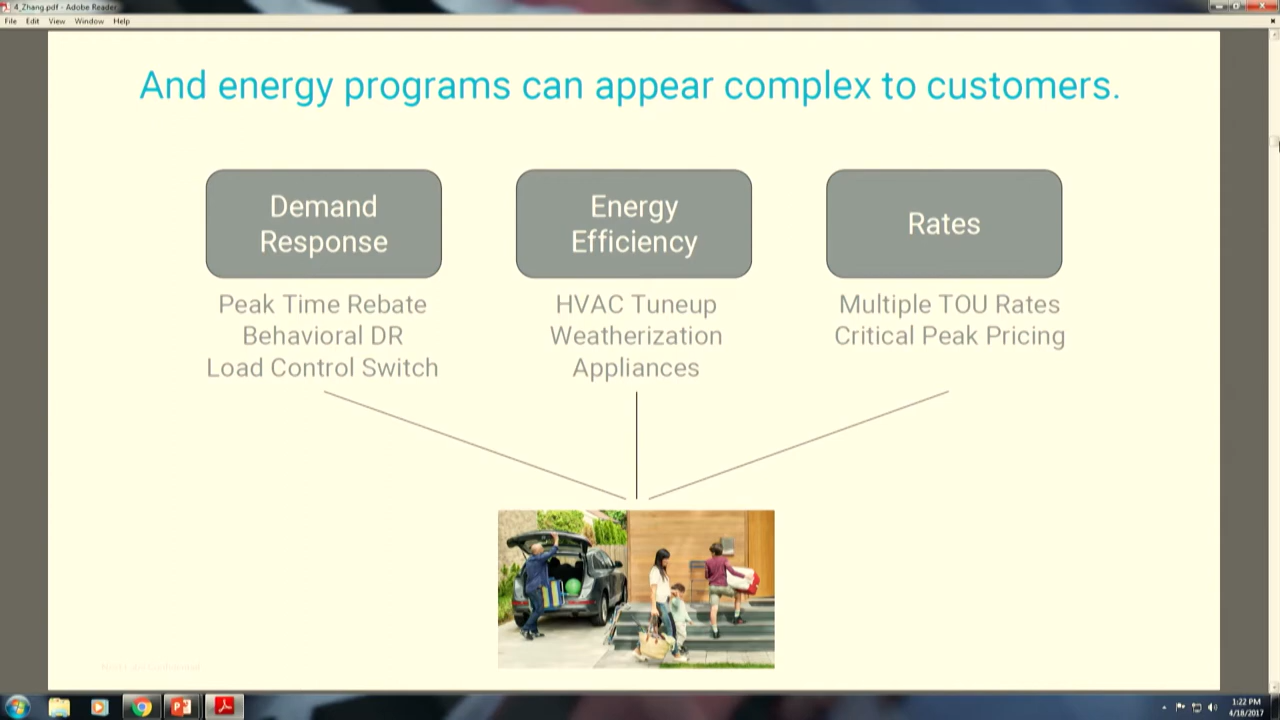 4_Zhang.pdf - Adobe Reader
File Edit View Window Help
And energy programs can appear complex to customers.
Demand
Response
Energy
Efficiency
Rates
Peak Time Rebate
Behavioral DR
Load Control Switch
HVAC Tuneup
Weatherization
Appliances
Multiple TOU Rates
Critical Peak Pricing
1:22 PM
4/18/2017